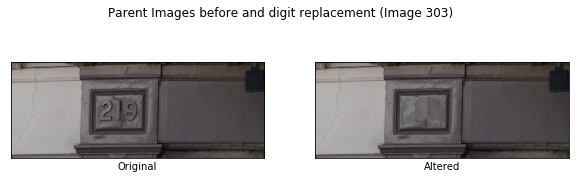 Parent Images before and digit replacement (Image 303)
219
Original
Altered